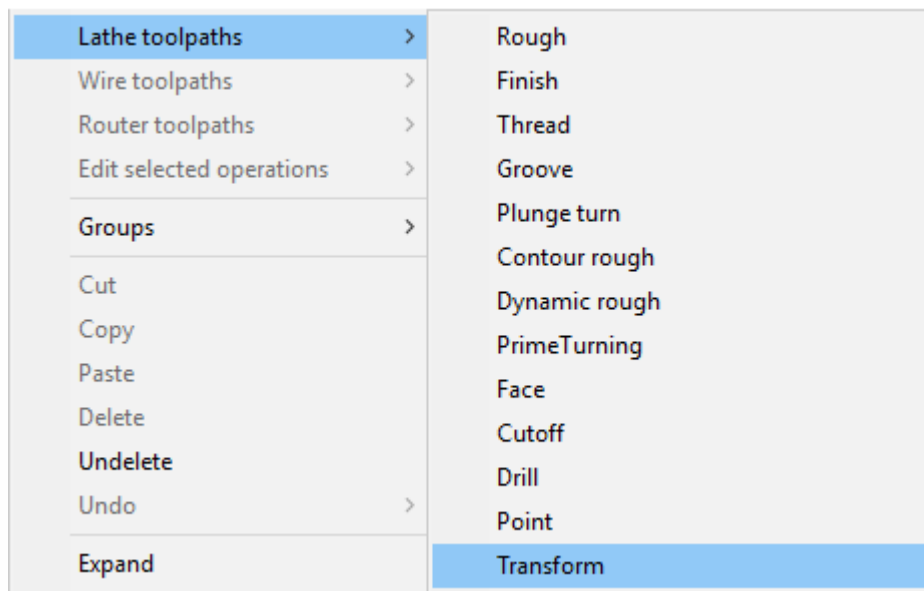 Lathe toolpaths
Wire toolpaths
Router toolpaths
Edit selected operations
Groups
Cut
Copy
Paste
Delete
Undelete
Undo
Expand
Rough
Finish
Thread
Groove
Plunge turn
Contour rough
Dynamic rough
PrimeTurning
Face
Cutoff
Drill
Point
Transform